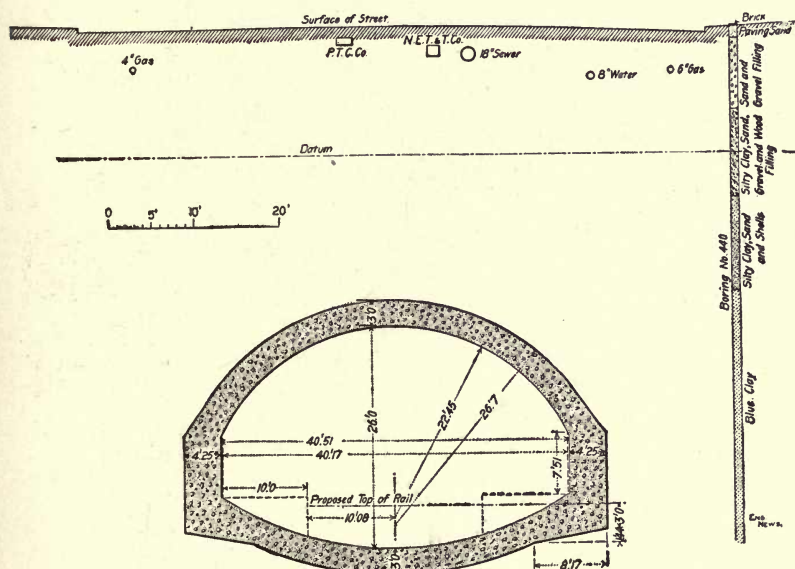 Surface of Street.
Brick
Paving Sand
4" Gas
P.T.C. Co.
N.E.T. & T. Co.
18" Sewer
8" Water
6" Gas
Sand and
Gravel Filling
Datum
Silty Clay, Sand,
Gravel and Wood
Filling
0 5' 10' 20'
Silty Clay, Sand
and Shells
Boring No. 440
Blue Clay
3'0
26'0
22'.45
26'.7
40'.51
4'.25
40'.17
4'.25
7'.51
10'.0
Proposed Top of Rail
10'.08
3'0
3'0
8'.17
ENG.
NEWS.